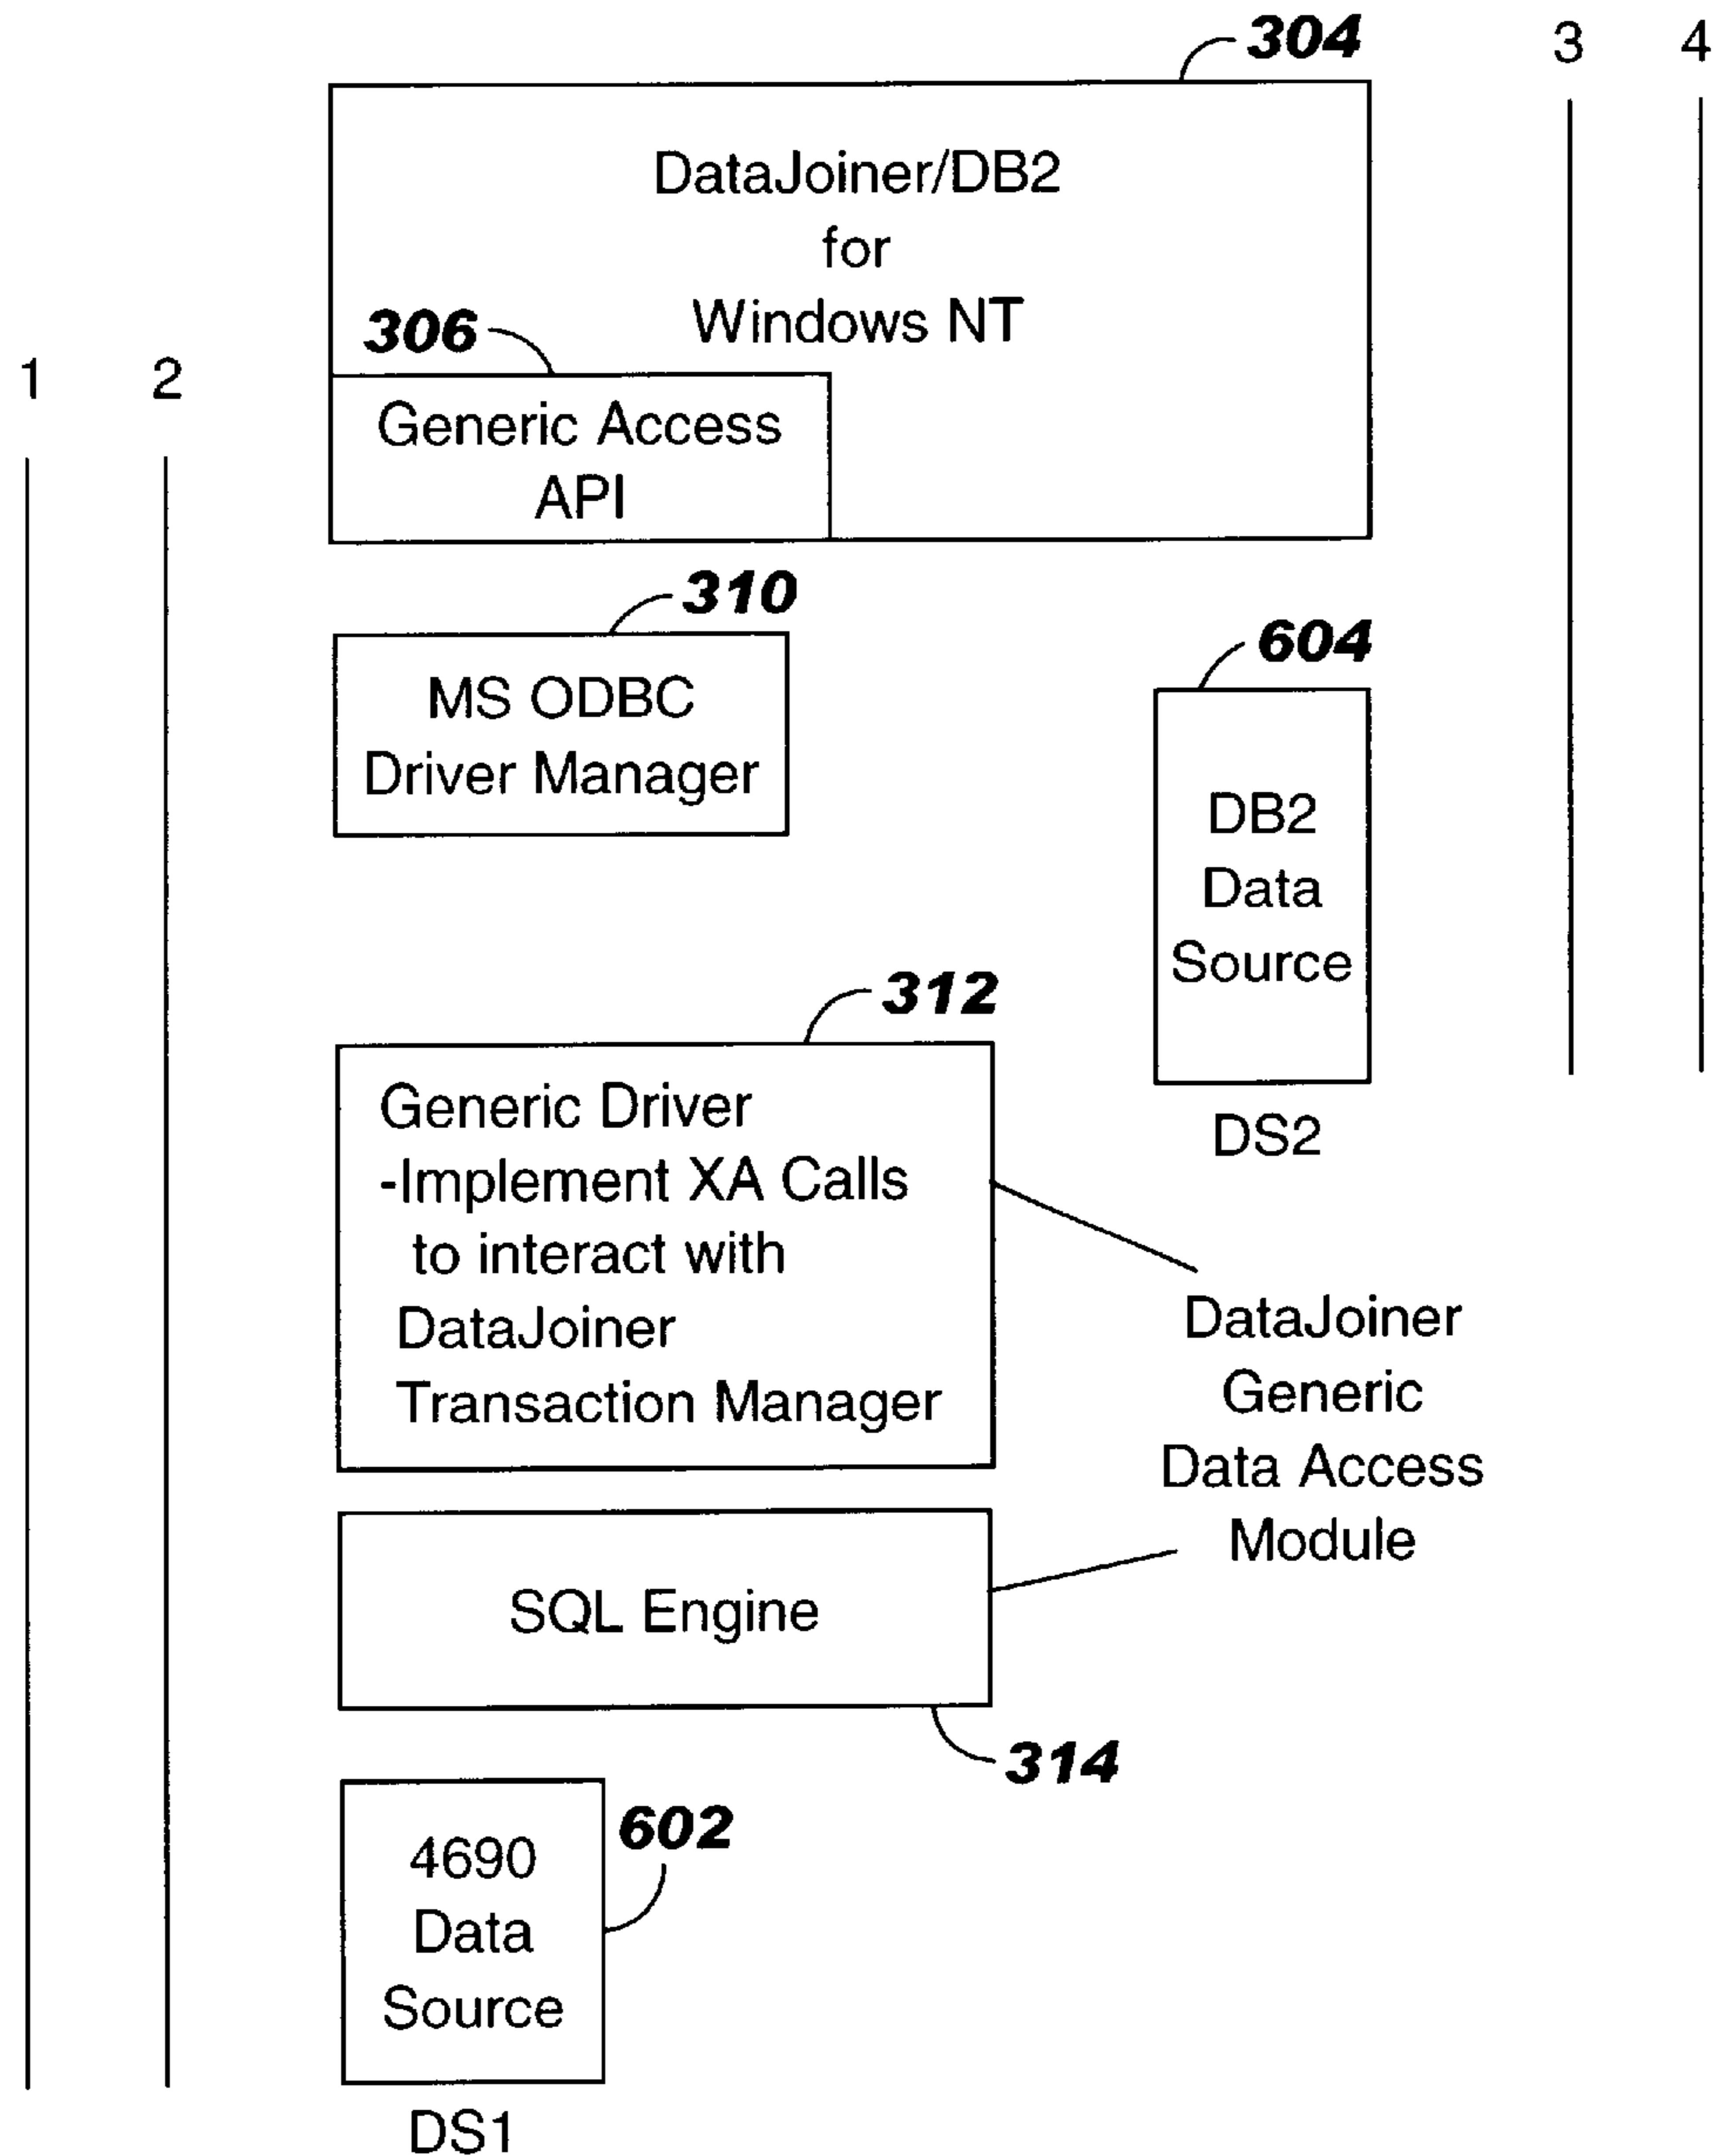 304
3
4
DataJoiner/DB2
for
Windows NT
306
1
2
Generic Access
API
310
MS ODBC
Driver Manager
604
DB2
Data
Source
DS2
312
Generic Driver
-Implement XA Calls
to interact with
DataJoiner
Transaction Manager
DataJoiner
Generic
Data Access
Module
SQL Engine
314
4690
Data
Source
602
DS1